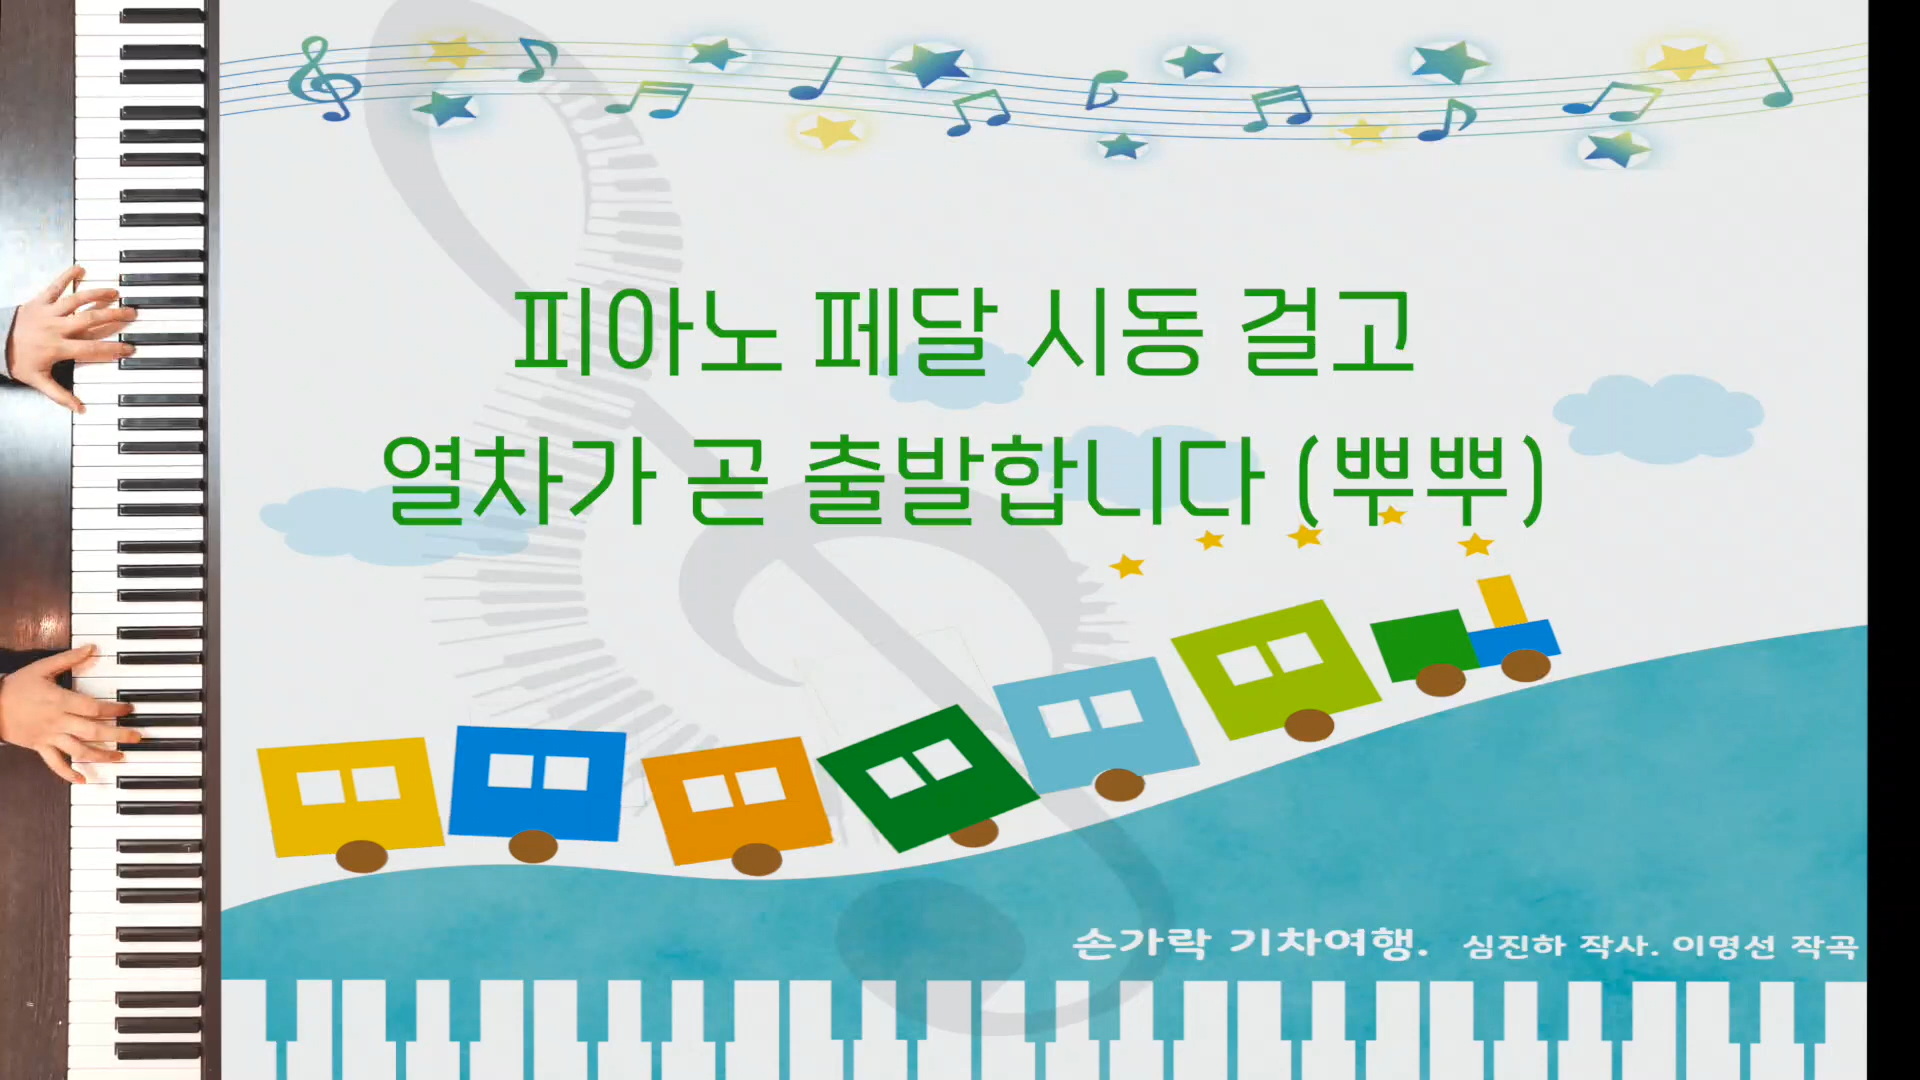 피아노 페달 시동 걸고
열차가 곧 출발합니다 (뿌뿌)
손가락 기차여행. 심진하 작사. 이명선 작곡